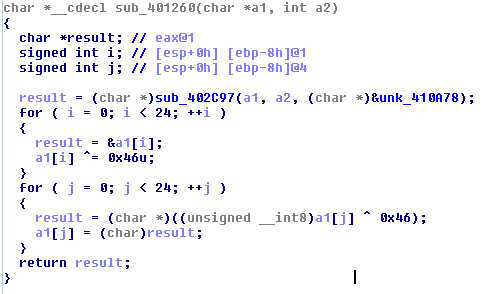 char *__cdecl sub_401260(char *a1, int a2)
{
  char *result; // eax@1
  signed int i; // [esp+0h] [ebp-8h]@1
  signed int j; // [esp+0h] [ebp-8h]@4

  result = (char *)sub_402C97(a1, a2, (char *)&unk_410A78);
  for ( i = 0; i < 24; ++i )
  {
    result = &a1[i];
    a1[i] ^= 0x46u;
  }
  for ( j = 0; j < 24; ++j )
  {
    result = (char *)((unsigned __int8)a1[j] ^ 0x46);
    a1[j] = (char)result;
  }
  return result;
}